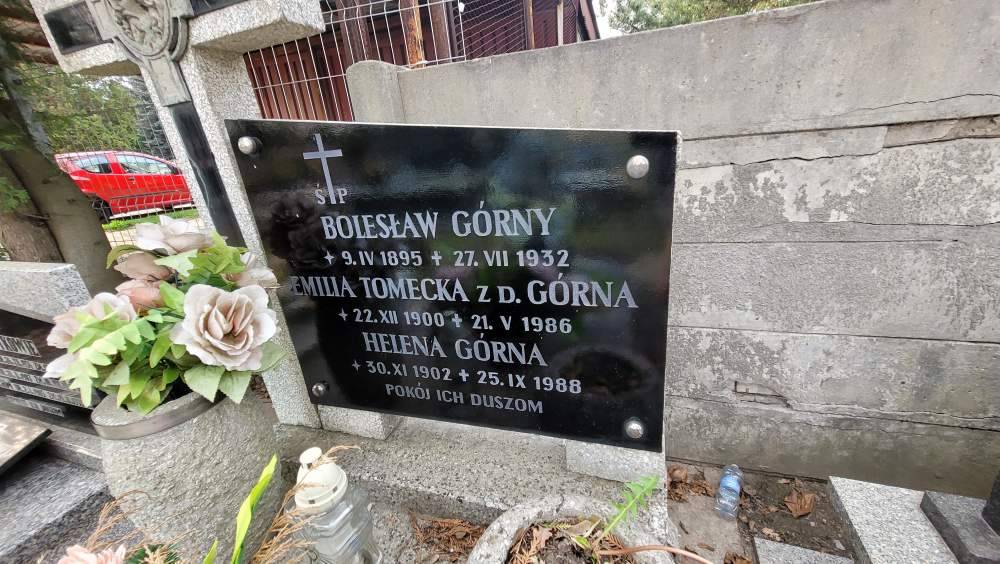 Ś P
BOLESŁAW GÓRNY
✦ 9. IV 1895 ✝ 27. VII 1932
EMILIA TOMECKA Z D. GÓRNA
✦ 22. XII 1900 ✝ 21. V 1986
HELENA GÓRNA
✦ 30. XI 1902 ✝ 25. IX 1988
POKÓJ ICH DUSZOM